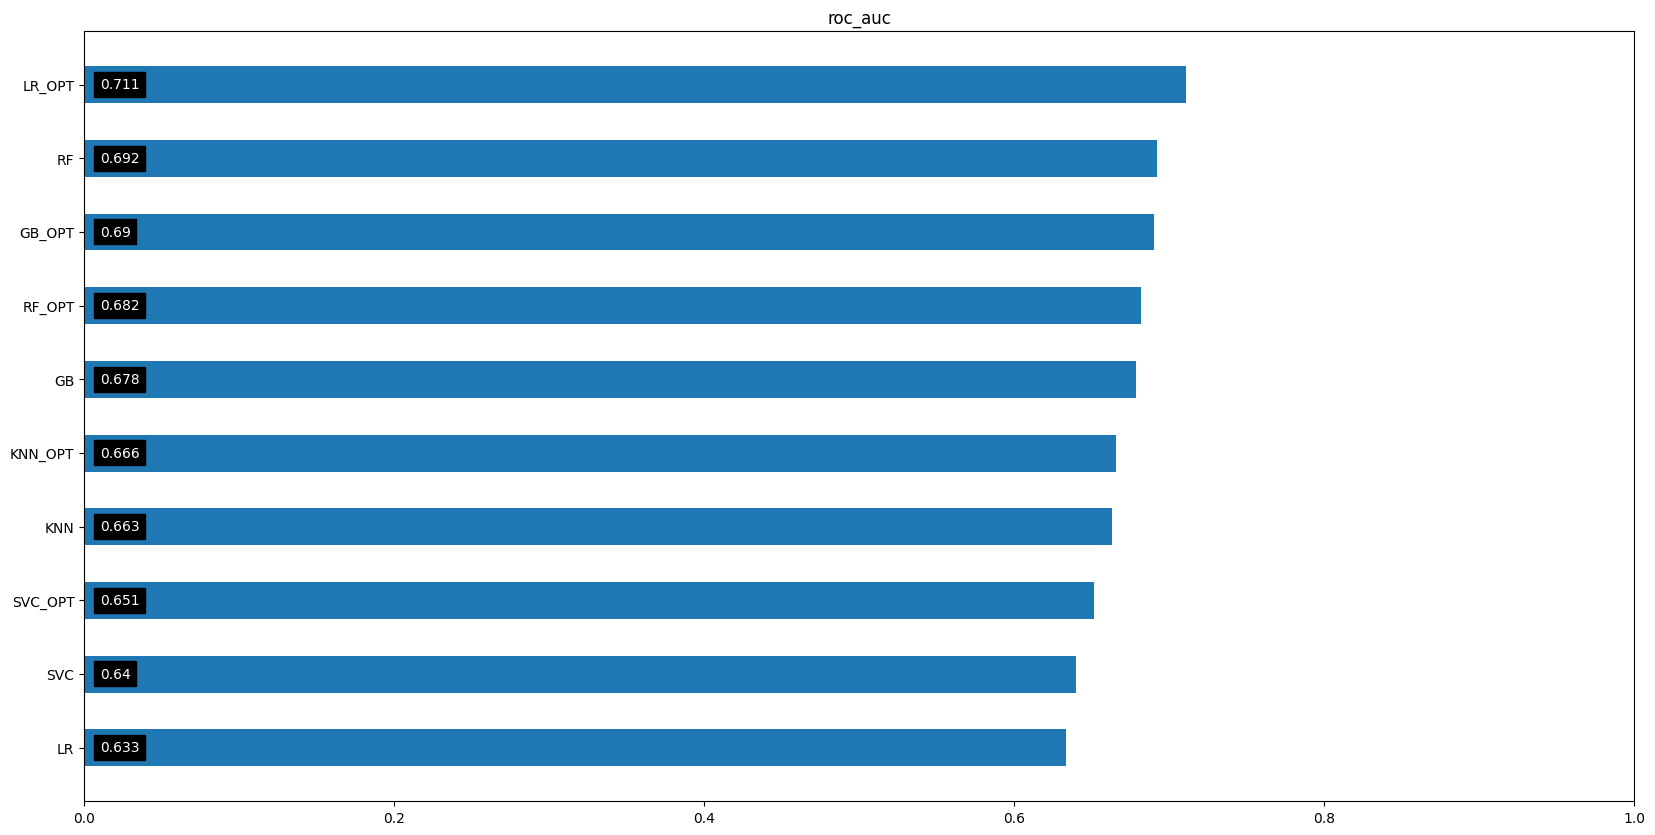 roc_auc
LR_OPT 0.711
RF 0.692
GB_OPT 0.69
RF_OPT 0.682
GB 0.678
KNN_OPT 0.666
KNN 0.663
SVC_OPT 0.651
SVC 0.64
LR 0.633
0.0 0.2 0.4 0.6 0.8 1.0